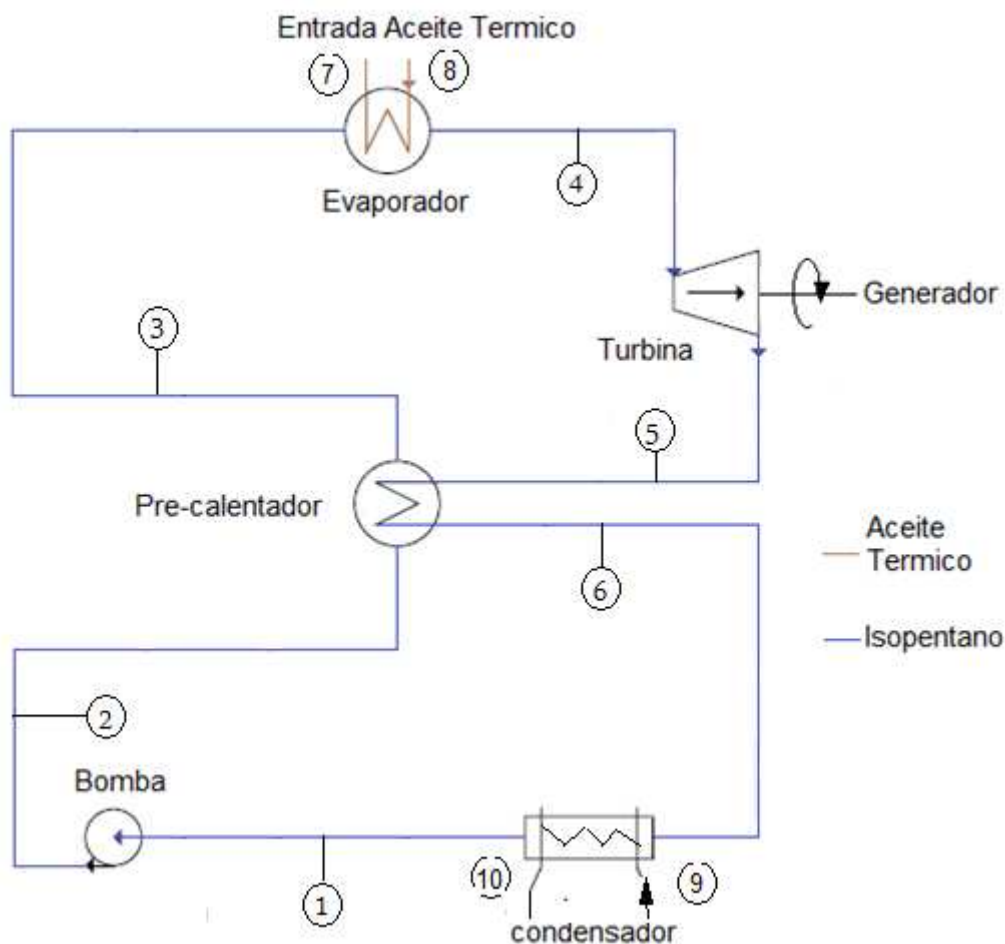 Entrada Aceite Termico
7
8
Evaporador
4
Generador
Turbina
3
5
Pre-calentador
Aceite
Termico
6
Isopentano
2
Bomba
10
9
1
condensador